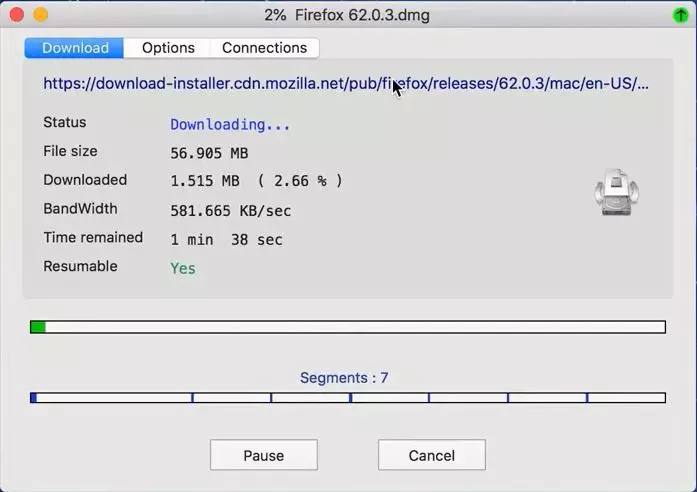 2% Firefox 62.0.3.dmg
Download Options Connections
https://download-installer.cdn.mozilla.net/pub/firefox/releases/62.0.3/mac/en-US/...
Status Downloading...
File size 56.905 MB
Downloaded 1.515 MB ( 2.66 % )
BandWidth 581.665 KB/sec
Time remained 1 min 38 sec
Resumable Yes
Segments : 7
Pause Cancel